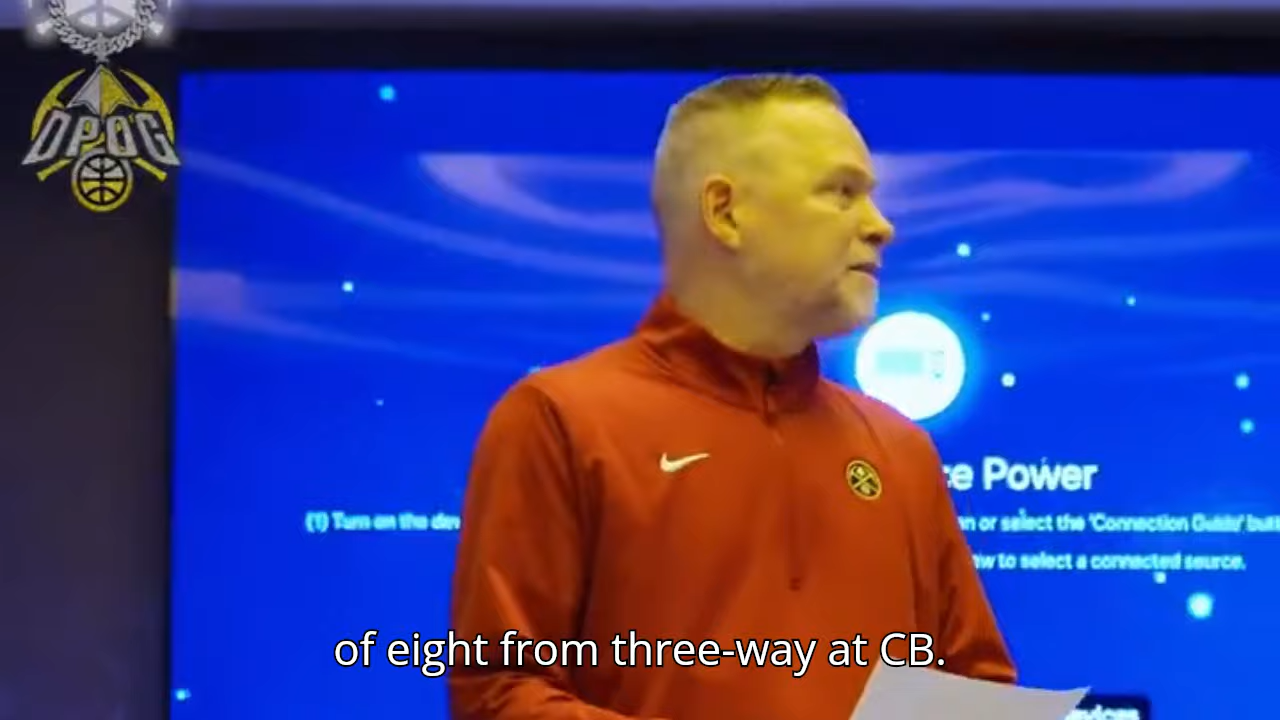 DPOG
ce Power
(1) Turn on the dev
n or select the 'Connection Guide' butt
w to select a connected source.
of eight from three-way at CB.